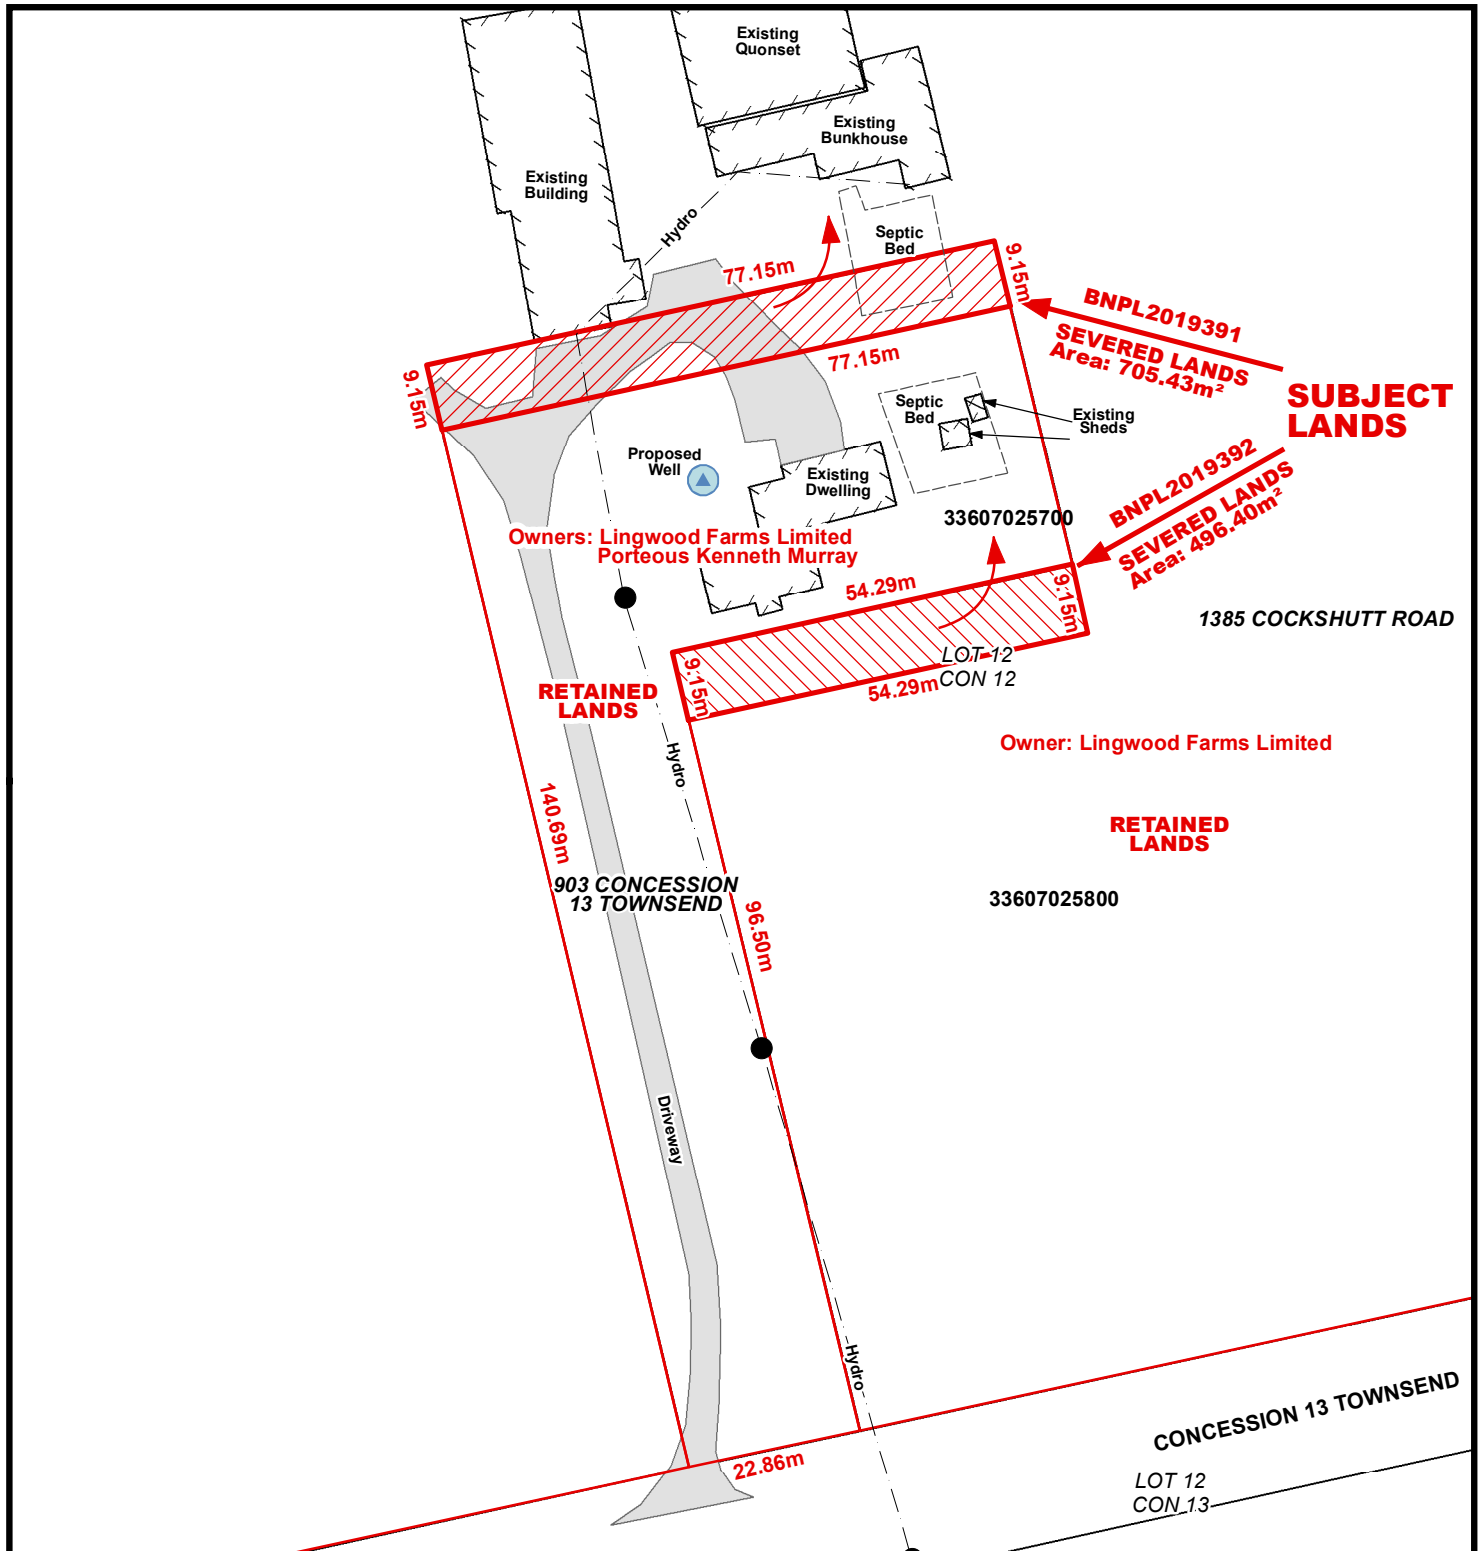 Existing
Quonset
Existing
Bunkhouse
Existing
Building
Hydro
Septic
Bed
77.15m
9.15m
BNPL2019391
SEVERED LANDS
Area: 705.43m²
77.15m
9.15m
SUBJECT
LANDS
Septic
Bed
Existing
Sheds
Proposed
Well
Existing
Dwelling
BNPL2019392
SEVERED LANDS
Area: 496.40m²
33607025700
Owners: Lingwood Farms Limited
Porteous Kenneth Murray
54.29m
9.15m
1385 COCKSHUTT ROAD
LOT 12
CON 12
9.15m
54.29m
RETAINED
LANDS
Hydro
Owner: Lingwood Farms Limited
140.69m
RETAINED
LANDS
903 CONCESSION
13 TOWNSEND
33607025800
96.50m
Driveway
Hydro
CONCESSION 13 TOWNSEND
22.86m
LOT 12
CON 13